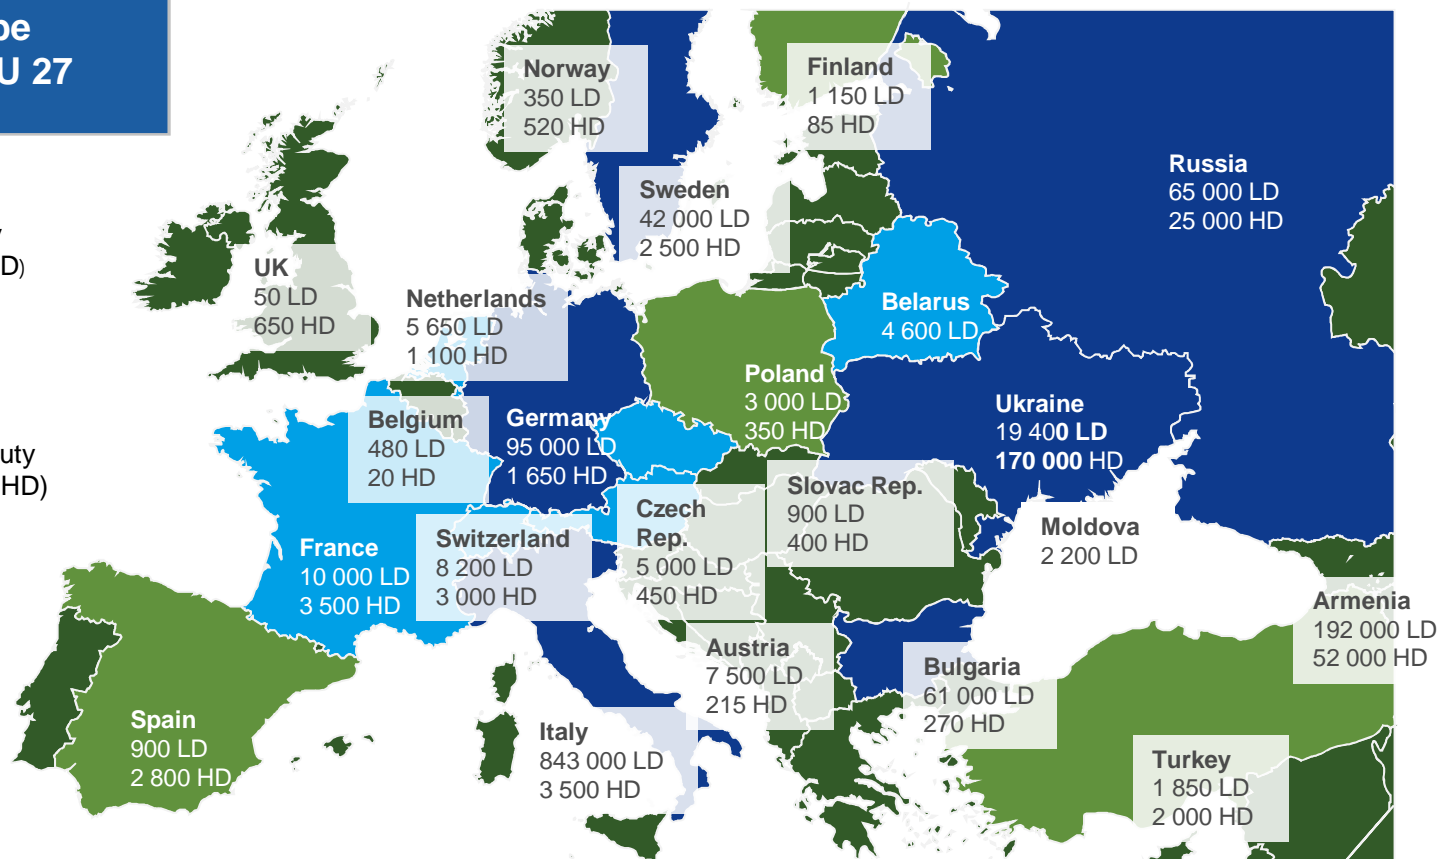 U 27
Norway
350 LD
520 HD
Finland
1 150 LD
85 HD
Russia
65 000 LD
25 000 HD
Sweden
42 000 LD
2 500 HD
D)
UK
50 LD
650 HD
Netherlands
5 650 LD
1 100 HD
Belarus
4 600 LD
Poland
3 000 LD
350 HD
Ukraine
19 400 LD
170 000 HD
Belgium
480 LD
20 HD
Germany
95 000 LD
1 650 HD
HD)
Slovac Rep.
900 LD
400 HD
Czech
Rep.
5 000 LD
450 HD
Moldova
2 200 LD
France
10 000 LD
3 500 HD
Switzerland
8 200 LD
3 000 HD
Armenia
192 000 LD
52 000 HD
Austria
7 500 LD
215 HD
Bulgaria
61 000 LD
270 HD
Spain
900 LD
2 800 HD
Italy
843 000 LD
3 500 HD
Turkey
1 850 LD
2 000 HD